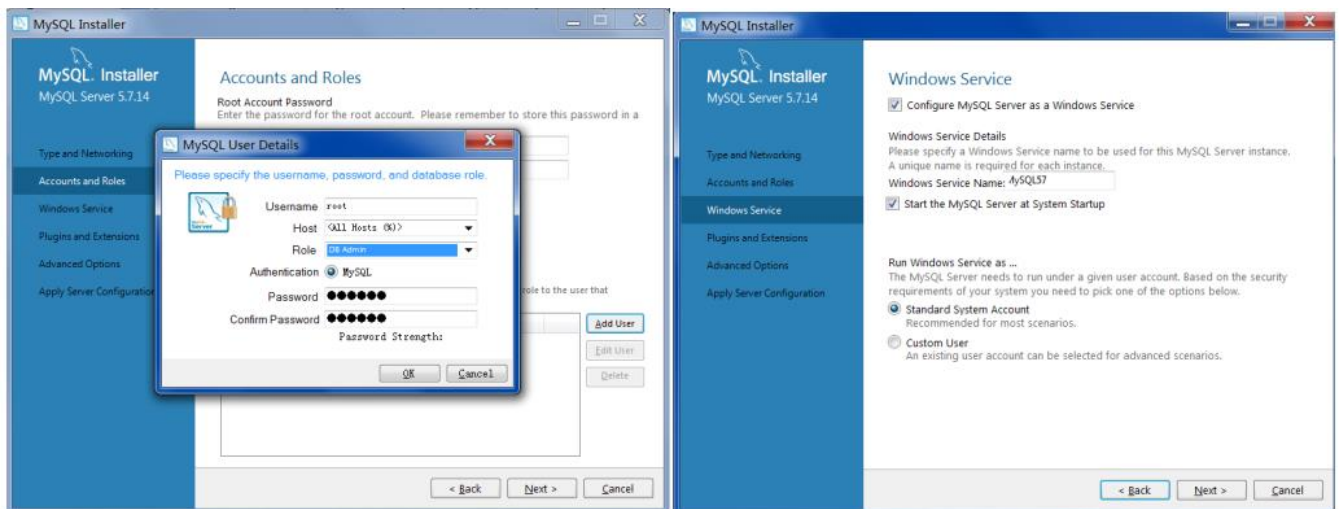 MySQL Installer
MySQL. Installer
MySQL Server 5.7.14
Type and Networking
Accounts and Roles
Windows Service
Plugins and Extensions
Advanced Options
Apply Server Configuration
Accounts and Roles
Root Account Password
Enter the password for the root account. Please remember to store this password in a
MySQL User Details
Please specify the username, password, and database role.
Server
Username root
Host <All Hosts (%)>
Role DB Admin
Authentication MySQL
Password ●●●●●●
Confirm Password ●●●●●●
Password Strength:
OK Cancel
role to the user that
Add User
Edit User
Delete
< Back Next > Cancel
MySQL Installer
MySQL. Installer
MySQL Server 5.7.14
Type and Networking
Accounts and Roles
Windows Service
Plugins and Extensions
Advanced Options
Apply Server Configuration
Windows Service
Configure MySQL Server as a Windows Service
Windows Service Details
Please specify a Windows Service name to be used for this MySQL Server instance.
A unique name is required for each instance.
Windows Service Name: MySQL57
Start the MySQL Server at System Startup
Run Windows Service as ...
The MySQL Server needs to run under a given user account. Based on the security
requirements of your system you need to pick one of the options below.
Standard System Account
Recommended for most scenarios.
Custom User
An existing user account can be selected for advanced scenarios.
< Back Next > Cancel